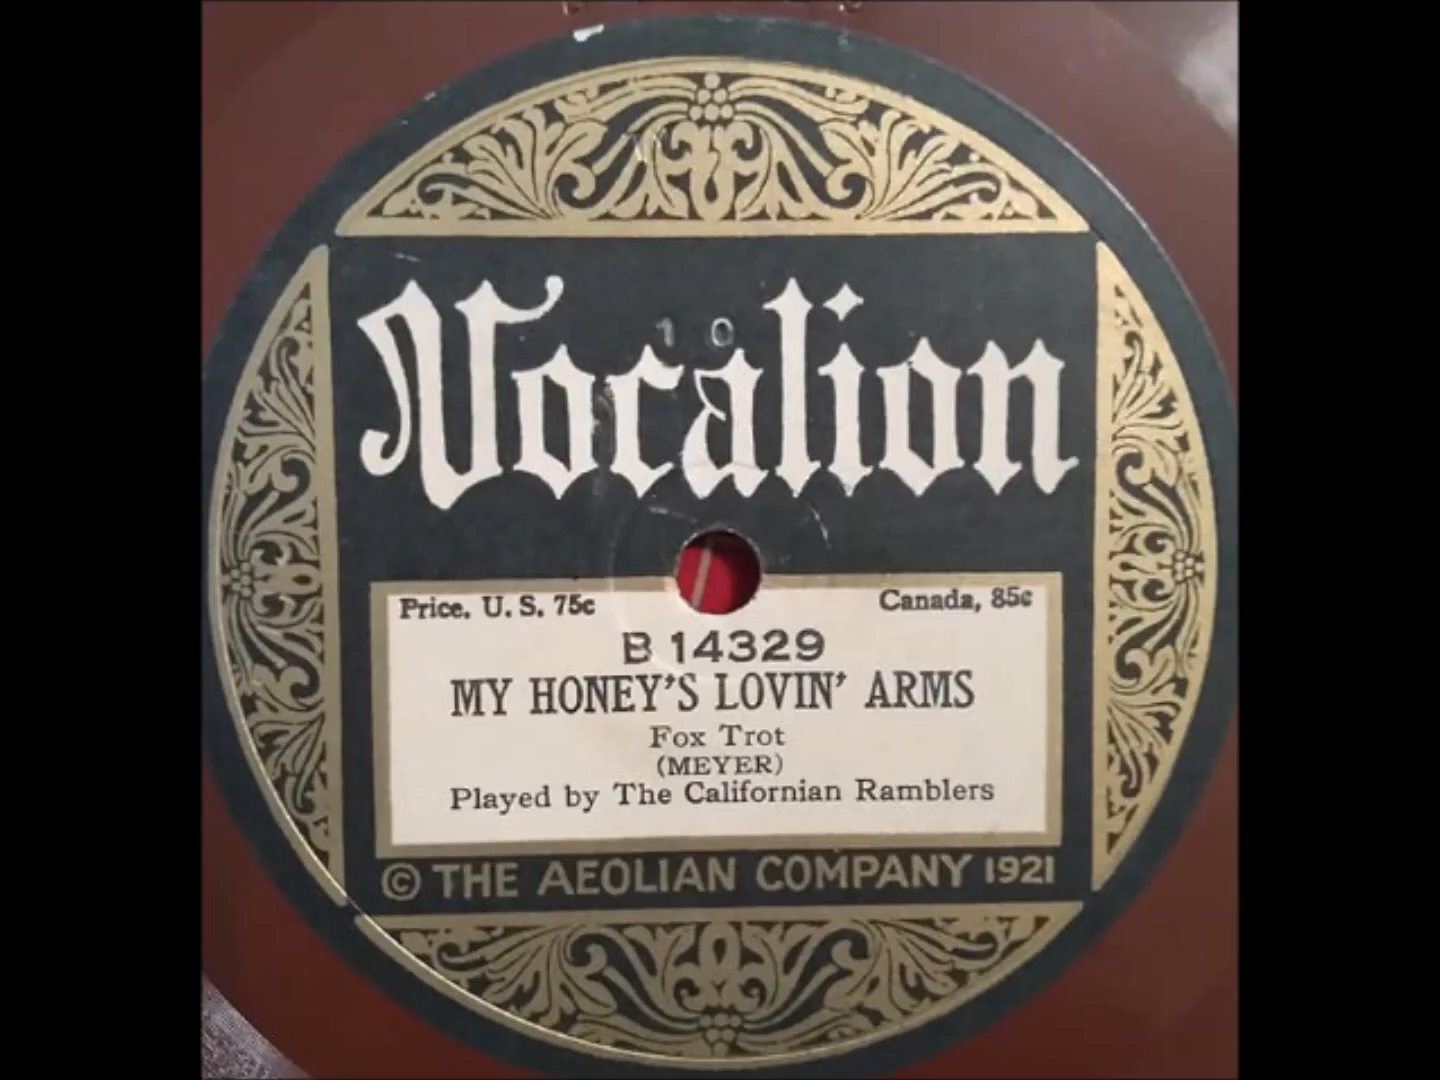 Vocalion
10
Price, U. S. 75c Canada, 85c
B 14329
MY HONEY'S LOVIN' ARMS
Fox Trot
(MEYER)
Played by The Californian Ramblers
© THE AEOLIAN COMPANY 1921